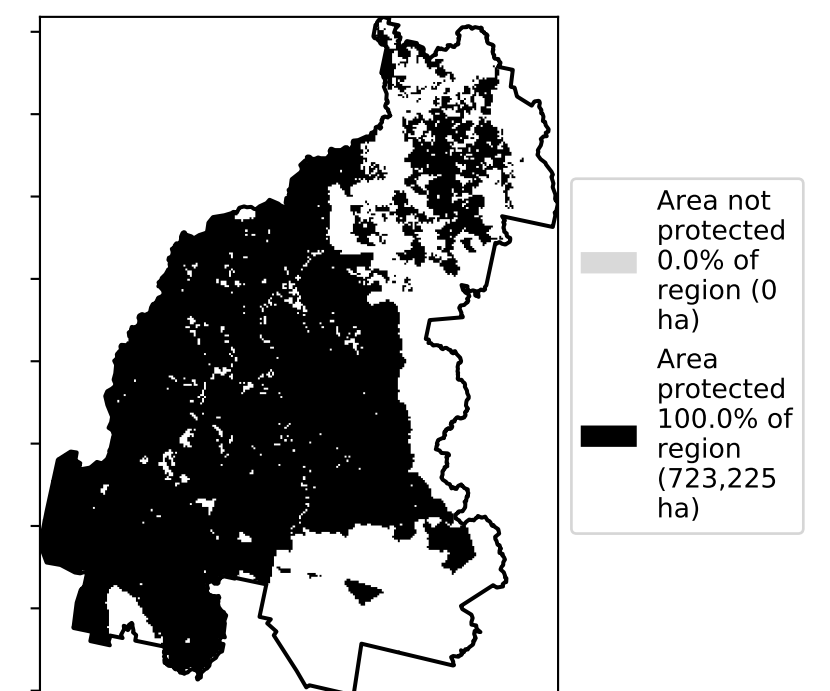 Area not
protected
0.0% of
region (0
ha)
Area
protected
100.0% of
region
(723,225
ha)